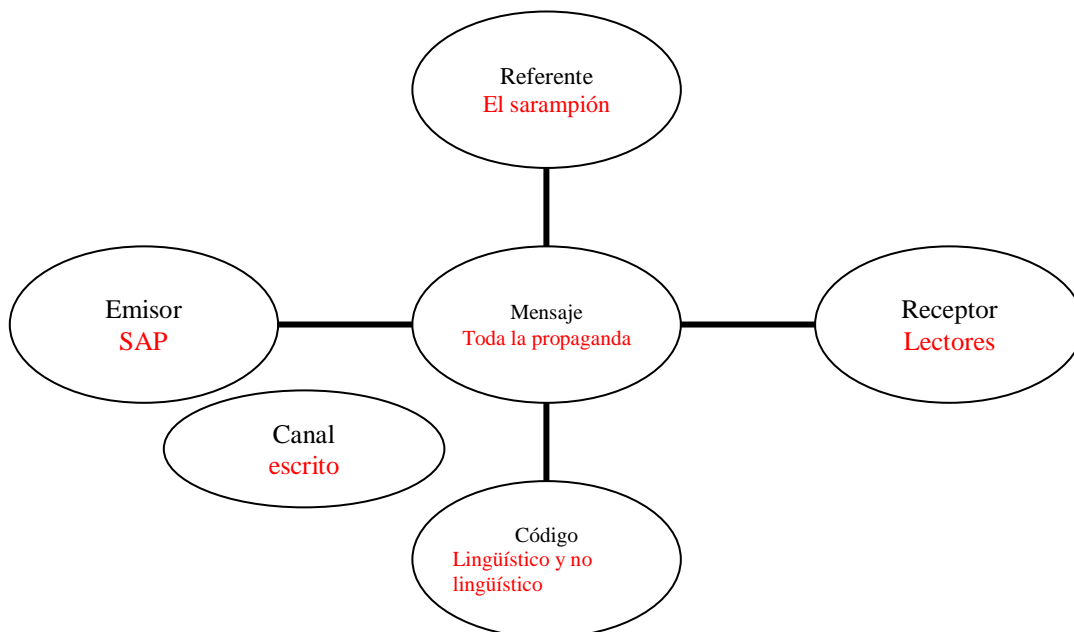 Referente
El sarampión
Emisor
SAP
Mensaje
Toda la propaganda
Receptor
Lectores
Canal
escrito
Código
Lingüístico y no
lingüístico